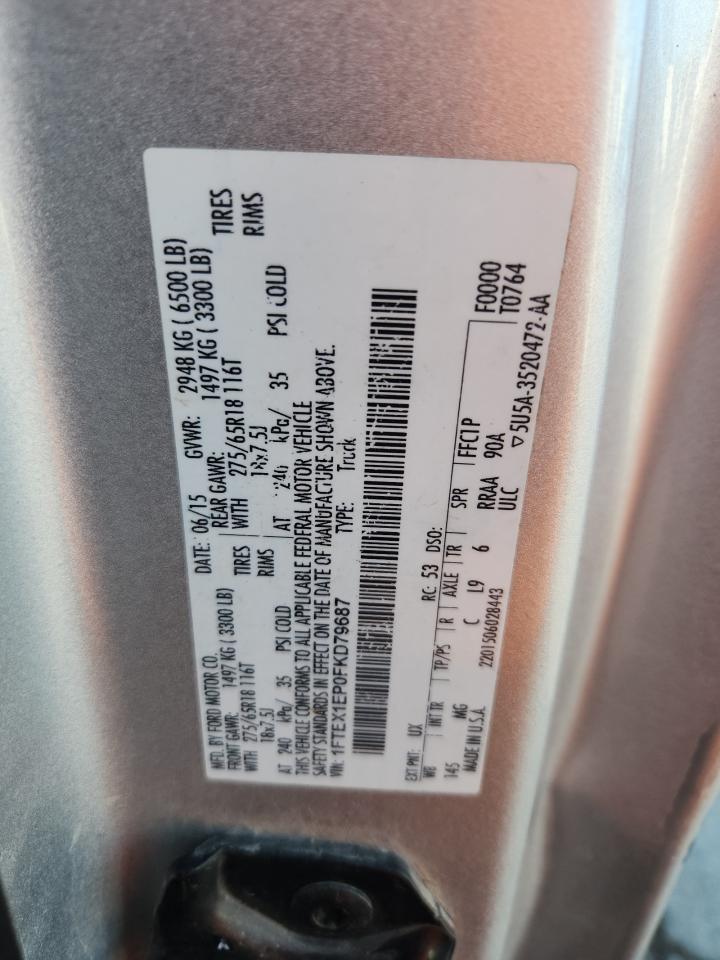 MFD. BY FORD MOTOR CO.
DATE: 06/15 GVWR: 2948 KG ( 6500 LB)
FRONT GAWR: 1497 KG ( 3300 LB) REAR GAWR: 1497 KG ( 3300 LB)
WITH 275/65R18 116T TIRES WITH 275/65R18 116T TIRES
18x7.5J RIMS 18x7.5J RIMS
AT 240 kPa/ 35 PSI COLD AT 240 kPa/ 35 PSI COLD
THIS VEHICLE CONFORMS TO ALL APPLICABLE FEDERAL MOTOR VEHICLE
SAFETY STANDARDS IN EFFECT ON THE DATE OF MANUFACTURE SHOWN ABOVE.
VIN: 1FTEX1EP0FKD79687 TYPE: Truck
EXT PNT: UX RC: 53 DSO:
WB INT TR TP/PS R AXLE TR SPR FFC1P F0000
145 MG C L9 6 RRAA 90A T0764
MADE IN U.S.A. 2201506028443 ULC ▽5U5A-3520472-AA